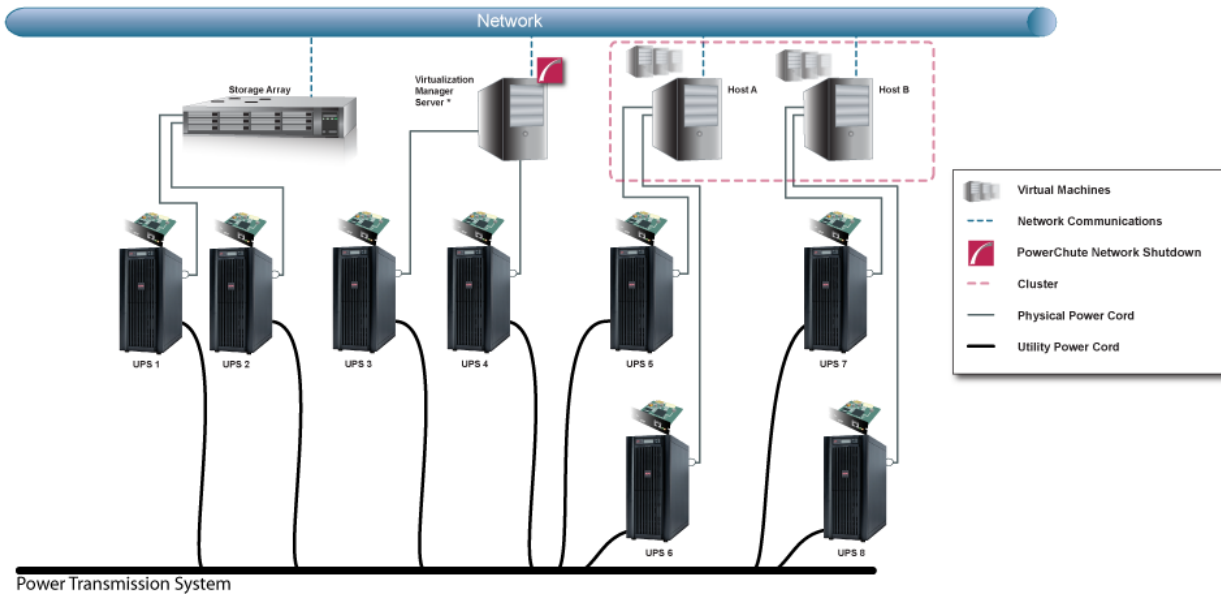 Network
Storage Array
Virtualization
Manager
Server *
Host A
Host B
Virtual Machines
Network Communications
PowerChute Network Shutdown
Cluster
Physical Power Cord
Utility Power Cord
UPS 1
UPS 2
UPS 3
UPS 4
UPS 5
UPS 7
UPS 6
UPS 8
Power Transmission System